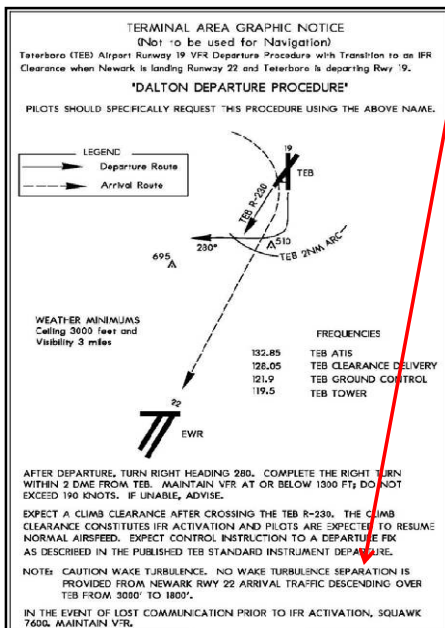 TERMINAL AREA GRAPHIC NOTICE
(Not to be used for Navigation)
Teterboro (TEB) Airport Runway 19 VFR Departure Procedure with Transition to an IFR
Clearance when Newark is landing Runway 22 and Teterboro is departing Rwy 19.
"DALTON DEPARTURE PROCEDURE"
PILOTS SHOULD SPECIFICALLY REQUEST THIS PROCEDURE USING THE ABOVE NAME.
LEGEND
Departure Route
Arrival Route
19
TEB
TEB R-230
280°
510
TEB 2NM ARC
695
WEATHER MINIMUMS
Ceiling 3000 feet and
Visibility 3 miles
FREQUENCIES
132.85 TEB ATIS
128.05 TEB CLEARANCE DELIVERY
121.9 TEB GROUND CONTROL
119.5 TEB TOWER
22
EWR
AFTER DEPARTURE, TURN RIGHT HEADING 280. COMPLETE THE RIGHT TURN
WITHIN 2 DME FROM TEB. MAINTAIN VFR AT OR BELOW 1300 FT; DO NOT
EXCEED 190 KNOTS. IF UNABLE, ADVISE.
EXPECT A CLIMB CLEARANCE AFTER CROSSING THE TEB R-230. THE CLIMB
CLEARANCE CONSTITUTES IFR ACTIVATION AND PILOTS ARE EXPECTED TO RESUME
NORMAL AIRSPEED. EXPECT CONTROL INSTRUCTION TO A DEPARTURE FIX
AS DESCRIBED IN THE PUBLISHED TEB STANDARD INSTRUMENT DEPARTURE.
NOTE: CAUTION WAKE TURBULENCE. NO WAKE TURBULENCE SEPARATION IS
PROVIDED FROM NEWARK RWY 22 ARRIVAL TRAFFIC DESCENDING OVER
TEB FROM 3000' TO 1800'.
IN THE EVENT OF LOST COMMUNICATION PRIOR TO IFR ACTIVATION, SQUAWK
7600, MAINTAIN VFR.